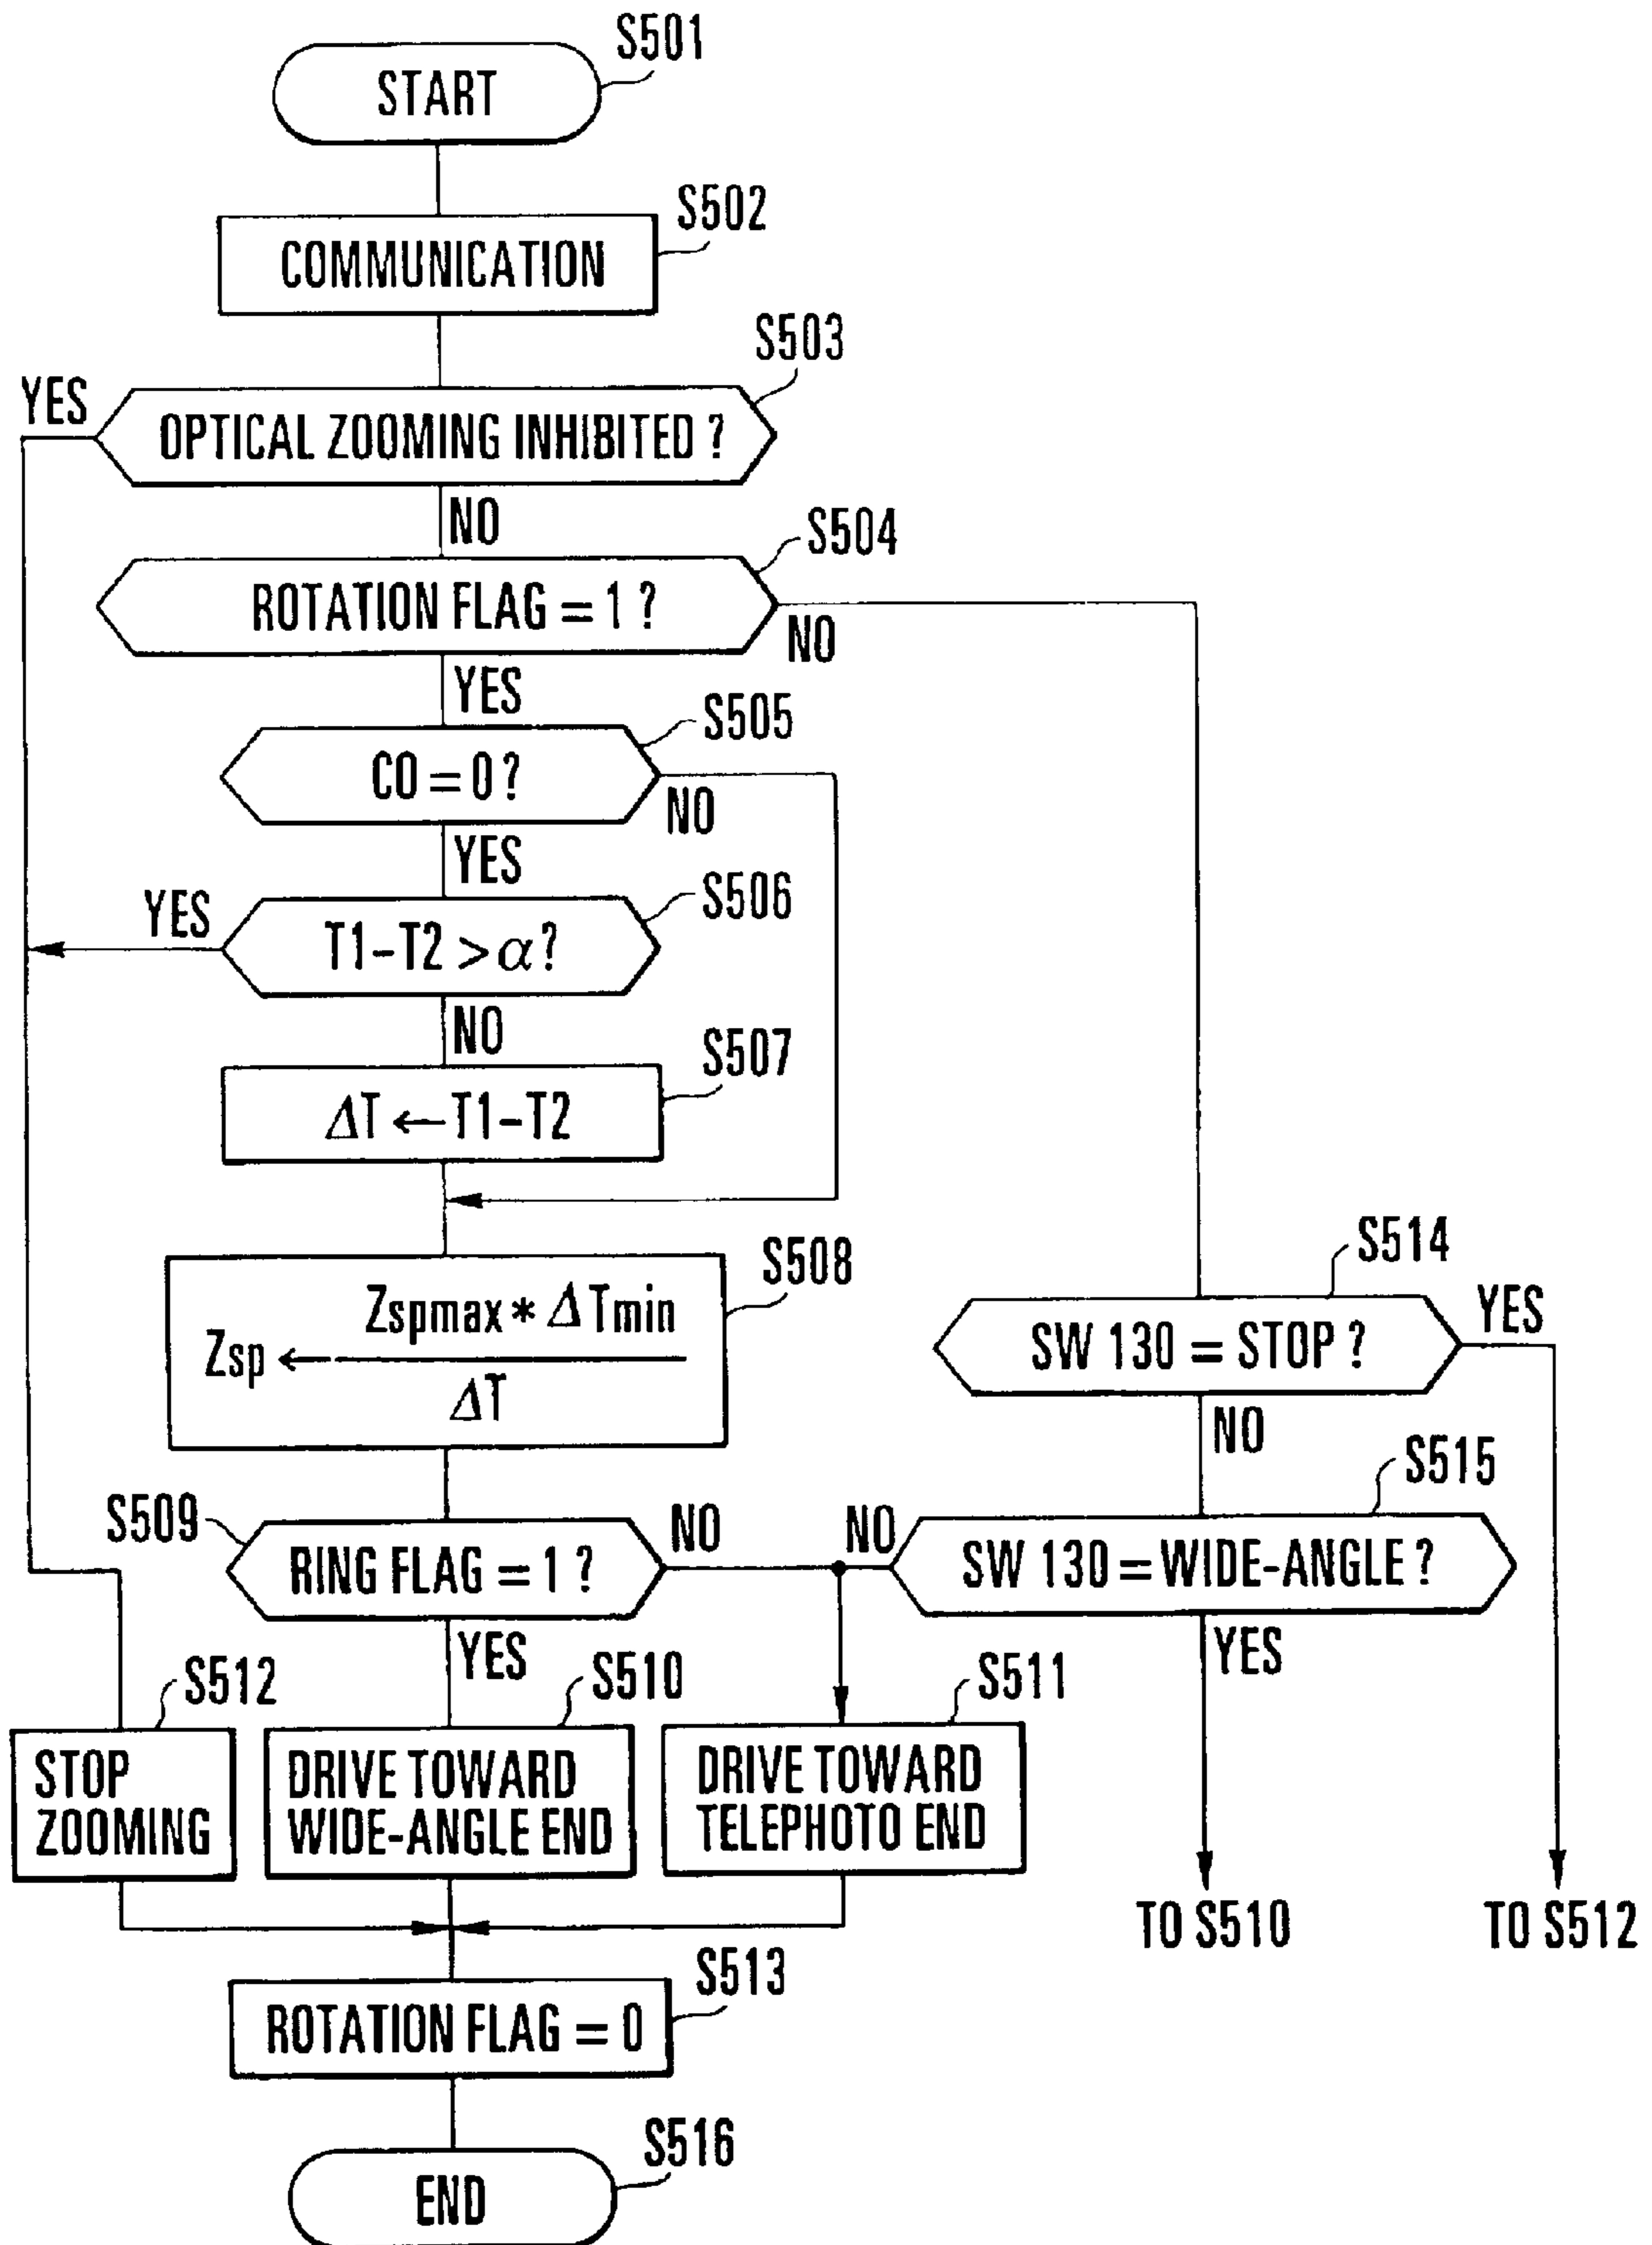 S501
START
S502
COMMUNICATION
S503
YES
OPTICAL ZOOMING INHIBITED ?
NO
S504
ROTATION FLAG = 1 ?
NO
YES
S505
CO = 0 ?
NO
YES
S506
YES
T1–T2 > α ?
NO
S507
ΔT ← T1–T2
S508
Zsp ← Zspmax * ΔTmin
ΔT
S514
SW 130 = STOP ?
YES
NO
S515
S509
RING FLAG = 1 ?
NO
NO
SW 130 = WIDE-ANGLE ?
YES
YES
S512
STOP
ZOOMING
S510
DRIVE TOWARD
WIDE-ANGLE END
S511
DRIVE TOWARD
TELEPHOTO END
TO S510
TO S512
S513
ROTATION FLAG = 0
S516
END